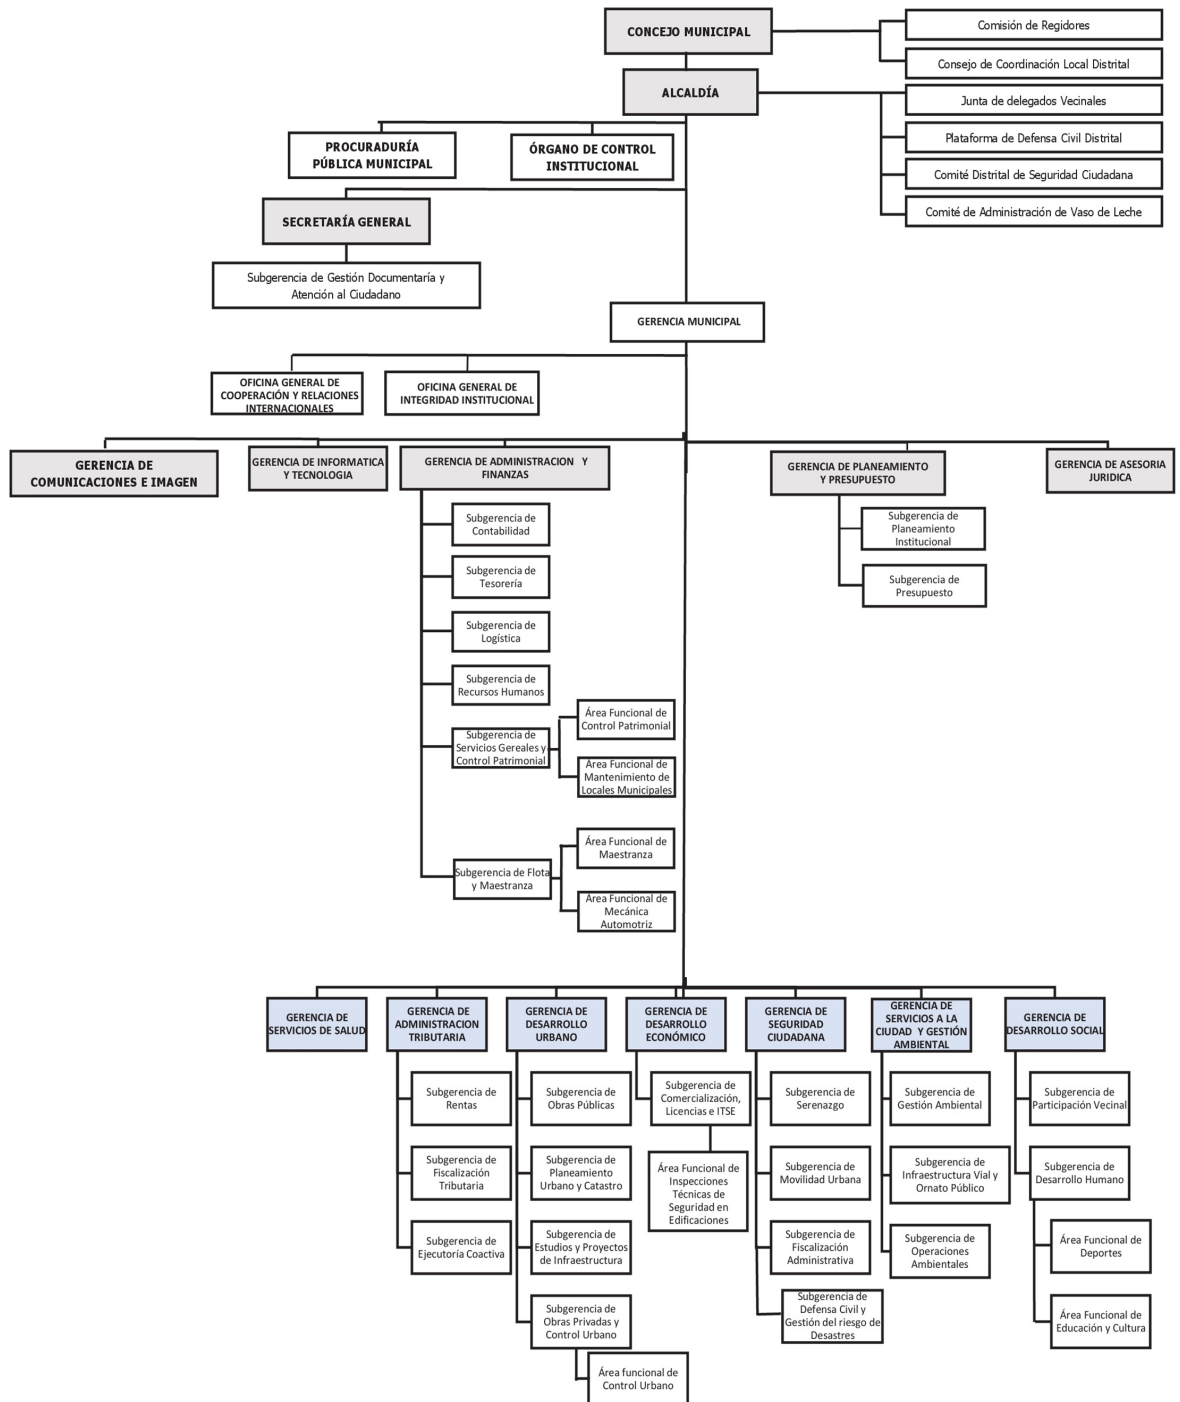 CONCEJO MUNICIPAL
Comisión de Regidores
Consejo de Coordinación Local Distrital
ALCALDÍA
Junta de delegados Vecinales
Plataforma de Defensa Civil Distrital
Comité Distrital de Seguridad Ciudadana
Comité de Administración de Vaso de Leche
PROCURADURÍA
PÚBLICA MUNICIPAL
ÓRGANO DE CONTROL
INSTITUCIONAL
SECRETARÍA GENERAL
Subgerencia de Gestión Documentaría y
Atención al Ciudadano
GERENCIA MUNICIPAL
OFICINA GENERAL DE
COOPERACIÓN Y RELACIONES
INTERNACIONALES
OFICINA GENERAL DE
INTEGRIDAD INSTITUCIONAL
GERENCIA DE
COMUNICACIONES E IMAGEN
GERENCIA DE INFORMATICA
Y TECNOLOGIA
GERENCIA DE ADMINISTRACION Y
FINANZAS
GERENCIA DE PLANEAMIENTO
Y PRESUPUESTO
GERENCIA DE ASESORIA
JURIDICA
Subgerencia de
Contabilidad
Subgerencia de
Tesorería
Subgerencia de
Logística
Subgerencia de
Recursos Humanos
Subgerencia de
Servicios Gereales y
Control Patrimonial
Área Funcional de
Control Patrimonial
Área Funcional de
Mantenimiento de
Locales Municipales
Subgerencia de Flota
y Maestranza
Área Funcional de
Maestranza
Área Funcional de
Mecánica
Automotriz
Subgerencia de
Planeamiento
Institucional
Subgerencia de
Presupuesto
GERENCIA DE
SERVICIOS DE SALUD
GERENCIA DE
ADMINISTRACION
TRIBUTARIA
GERENCIA DE
DESARROLLO
URBANO
GERENCIA DE
DESARROLLO
ECONÓMICO
GERENCIA DE
SEGURIDAD
CIUDADANA
GERENCIA DE
SERVICIOS A LA
CIUDAD Y GESTIÓN
AMBIENTAL
GERENCIA DE
DESARROLLO SOCIAL
Subgerencia de
Rentas
Subgerencia de
Fiscalización
Tributaria
Subgerencia de
Ejecutoría Coactiva
Subgerencia de
Obras Públicas
Subgerencia de
Planeamiento
Urbano y Catastro
Subgerencia de
Estudios y Proyectos
de Infraestructura
Subgerencia de
Obras Privadas y
Control Urbano
Área funcional de
Control Urbano
Subgerencia de
Comercialización,
Licencias e ITSE
Área Funcional de
Inspecciones
Técnicas de
Seguridad en
Edificaciones
Subgerencia de
Serenazgo
Subgerencia de
Movilidad Urbana
Subgerencia de
Fiscalización
Administrativa
Subgerencia de
Defensa Civil y
Gestión del riesgo de
Desastres
Subgerencia de
Gestión Ambiental
Subgerencia de
Infraestructura Vial y
Ornato Público
Subgerencia de
Operaciones
Ambientales
Subgerencia de
Participación Vecinal
Subgerencia de
Desarrollo Humano
Área Funcional de
Deportes
Área Funcional de
Educación y Cultura